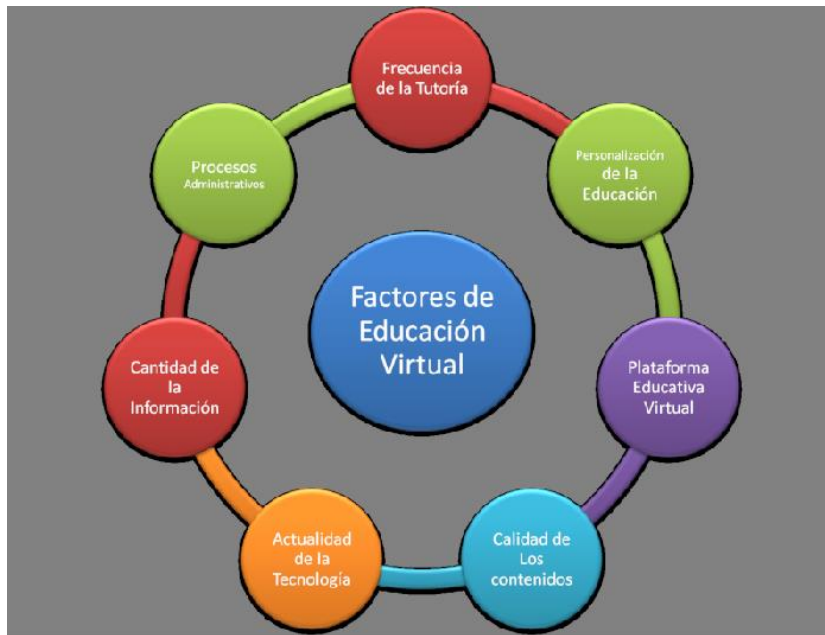 Frecuencia
de la Tutoría
Personalización
de la
Educación
Plataforma
Educativa
Virtual
Calidad de
Los
contenidos
Actualidad
de la
Tecnología
Cantidad de
la
Información
Procesos
Administrativos
Factores de
Educación
Virtual